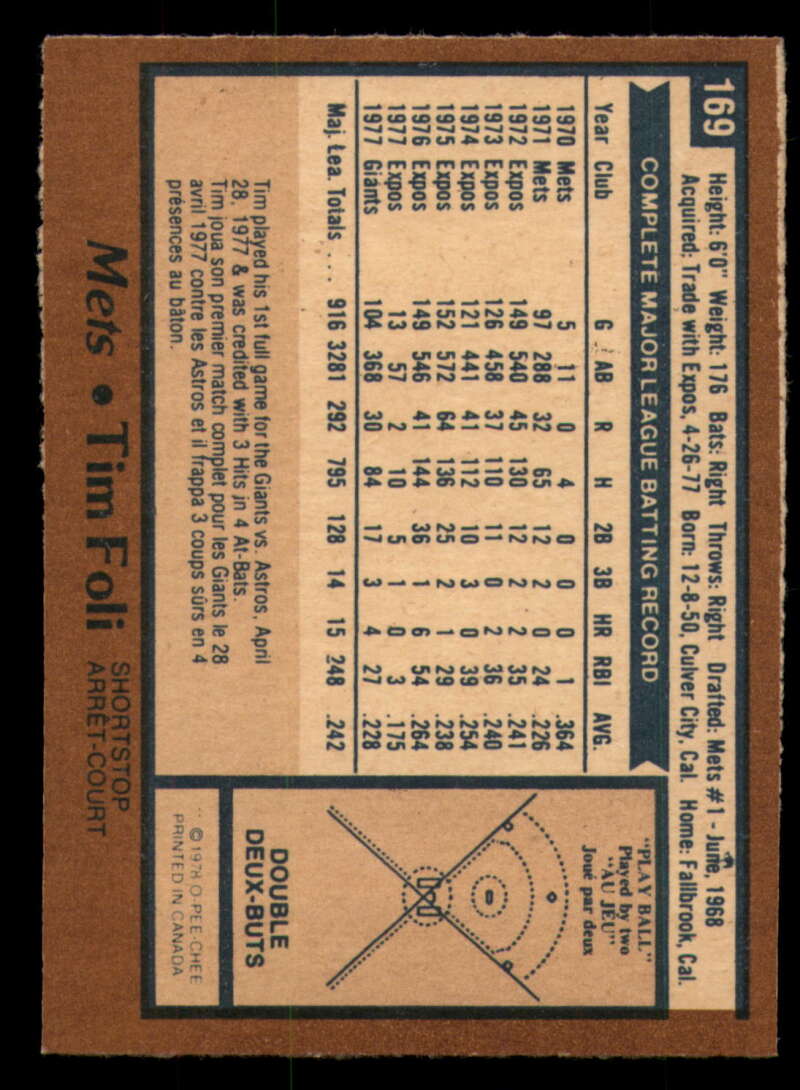 169
Height: 6'0" Weight: 176 Bats: Right Throws: Right Drafted: Mets #1 - June, 1968
Acquired: Trade with Expos, 4-26-77 Born: 12-8-50, Culver City, Cal. Home: Fallbrook, Cal.
COMPLETE MAJOR LEAGUE BATTING RECORD
Year Club G AB R H 2B 3B HR RBI AVG.
1970 Mets 5 11 0 4 0 0 0 1 .364
1971 Mets 97 288 32 65 12 2 0 24 .226
1972 Expos 149 540 45 130 12 2 2 35 .241
1973 Expos 126 458 37 110 11 0 2 36 .240
1974 Expos 121 441 41 112 10 3 0 39 .254
1975 Expos 152 572 64 136 25 2 1 29 .238
1976 Expos 149 546 41 144 36 1 6 54 .264
1977 Expos 13 57 2 10 5 1 0 3 .175
1977 Giants 104 368 30 84 17 3 4 27 .228
Maj. Lea. Totals .... 916 3281 292 795 128 14 15 248 .242
Tim played his 1st full game for the Giants vs. Astros, April
28, 1977 & was credited with 3 Hits in 4 At-Bats.
Tim joua son premier match complet pour les Giants le 28
avril 1977 contre les Astros et il frappa 3 coups sûrs en 4
présences au bâton.
"PLAY BALL"
Played by two
"AU JEU"
Joué par deux
DOUBLE
DEUX-BUTS
©1978 O-PEE-CHEE
PRINTED IN CANADA
Mets • Tim Foli
SHORTSTOP
ARRÊT-COURT